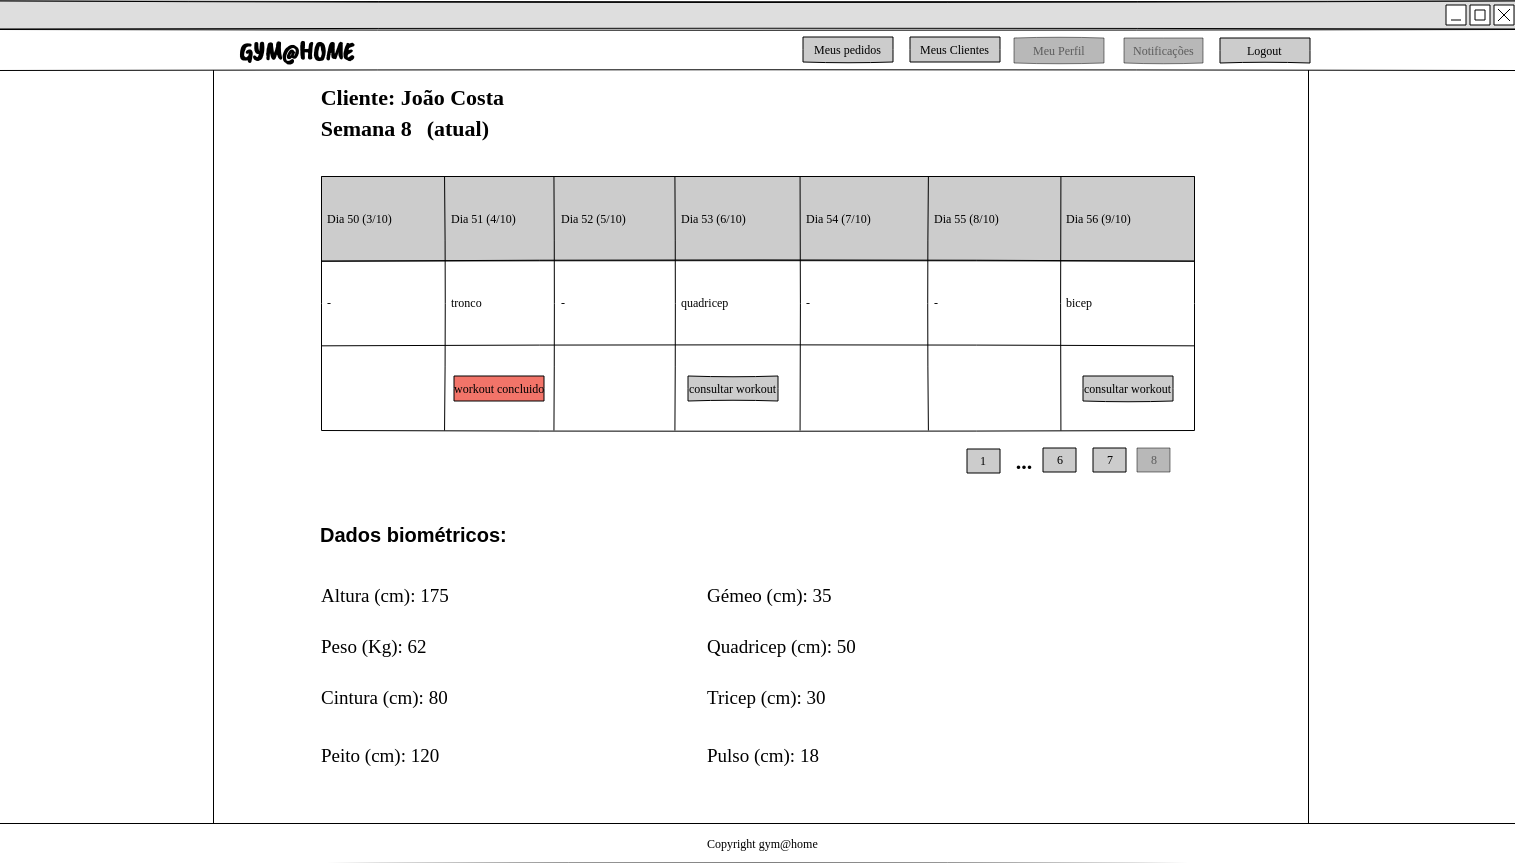 GYM@HOME Meus pedidos Meus Clientes Meu Perfil Notificações Logout
Cliente: João Costa
Semana 8 (atual)
Dia 50 (3/10) Dia 51 (4/10) Dia 52 (5/10) Dia 53 (6/10) Dia 54 (7/10) Dia 55 (8/10) Dia 56 (9/10)
- tronco - quadricep - - bicep
workout concluido consultar workout consultar workout
1 ... 6 7 8
Dados biométricos:
Altura (cm): 175 Gémeo (cm): 35
Peso (Kg): 62 Quadricep (cm): 50
Cintura (cm): 80 Tricep (cm): 30
Peito (cm): 120 Pulso (cm): 18
Copyright gym@home